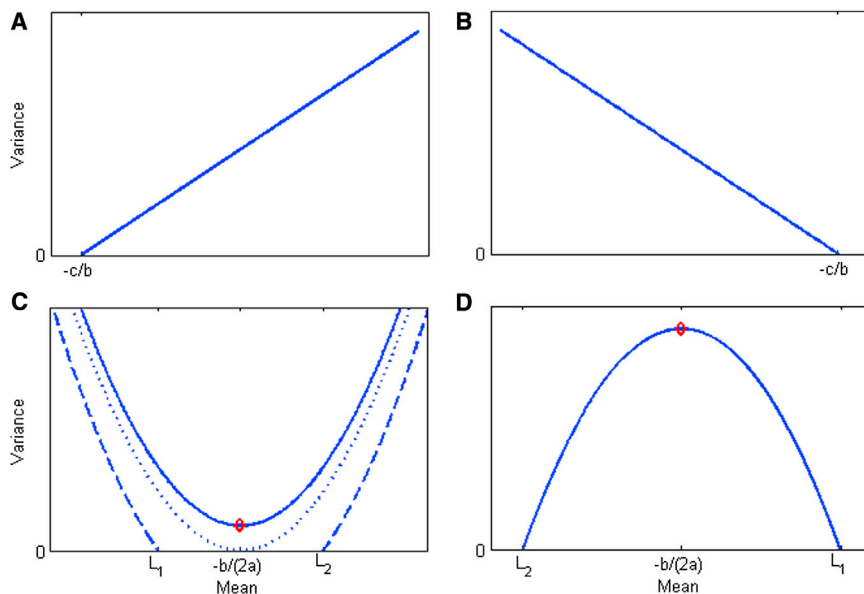 A
B
Variance
0
-c/b
0
-c/b
C
D
Variance
0
L1
-b/(2a)
L2
Mean
0
L2
-b/(2a)
L1
Mean